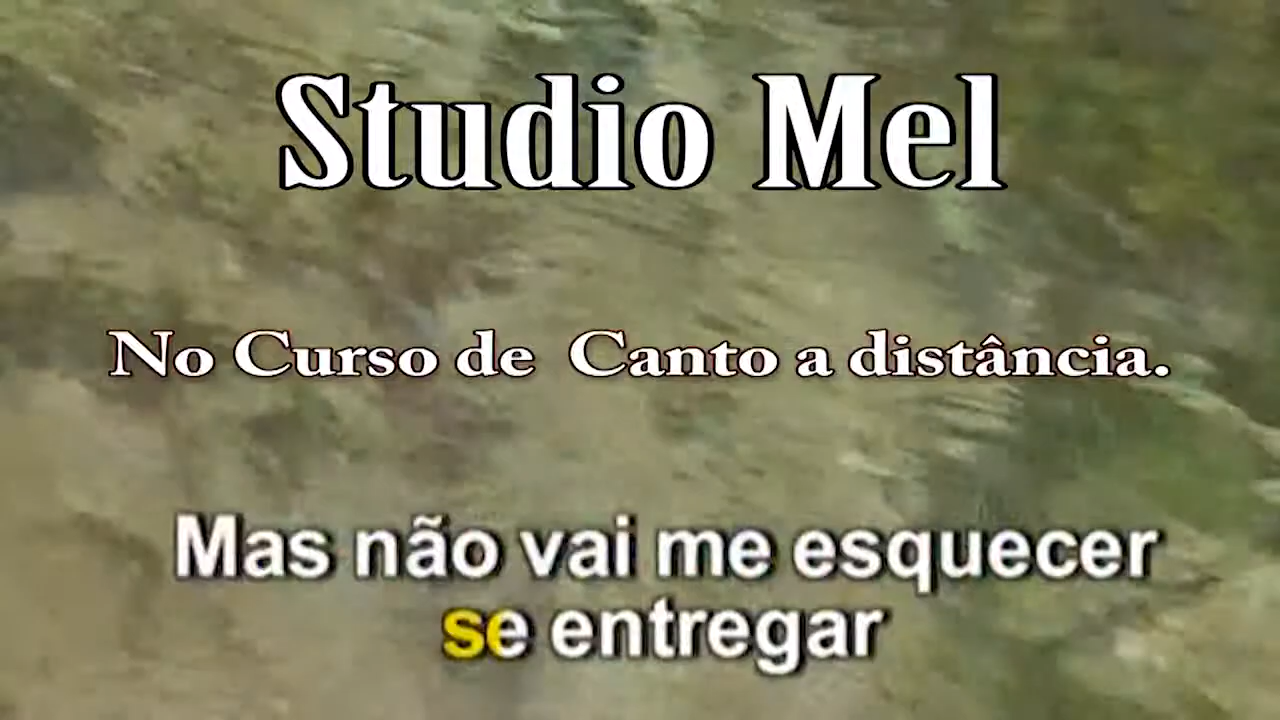 Studio Mel
No Curso de Canto a distância.
Mas não vai me esquecer
se entregar